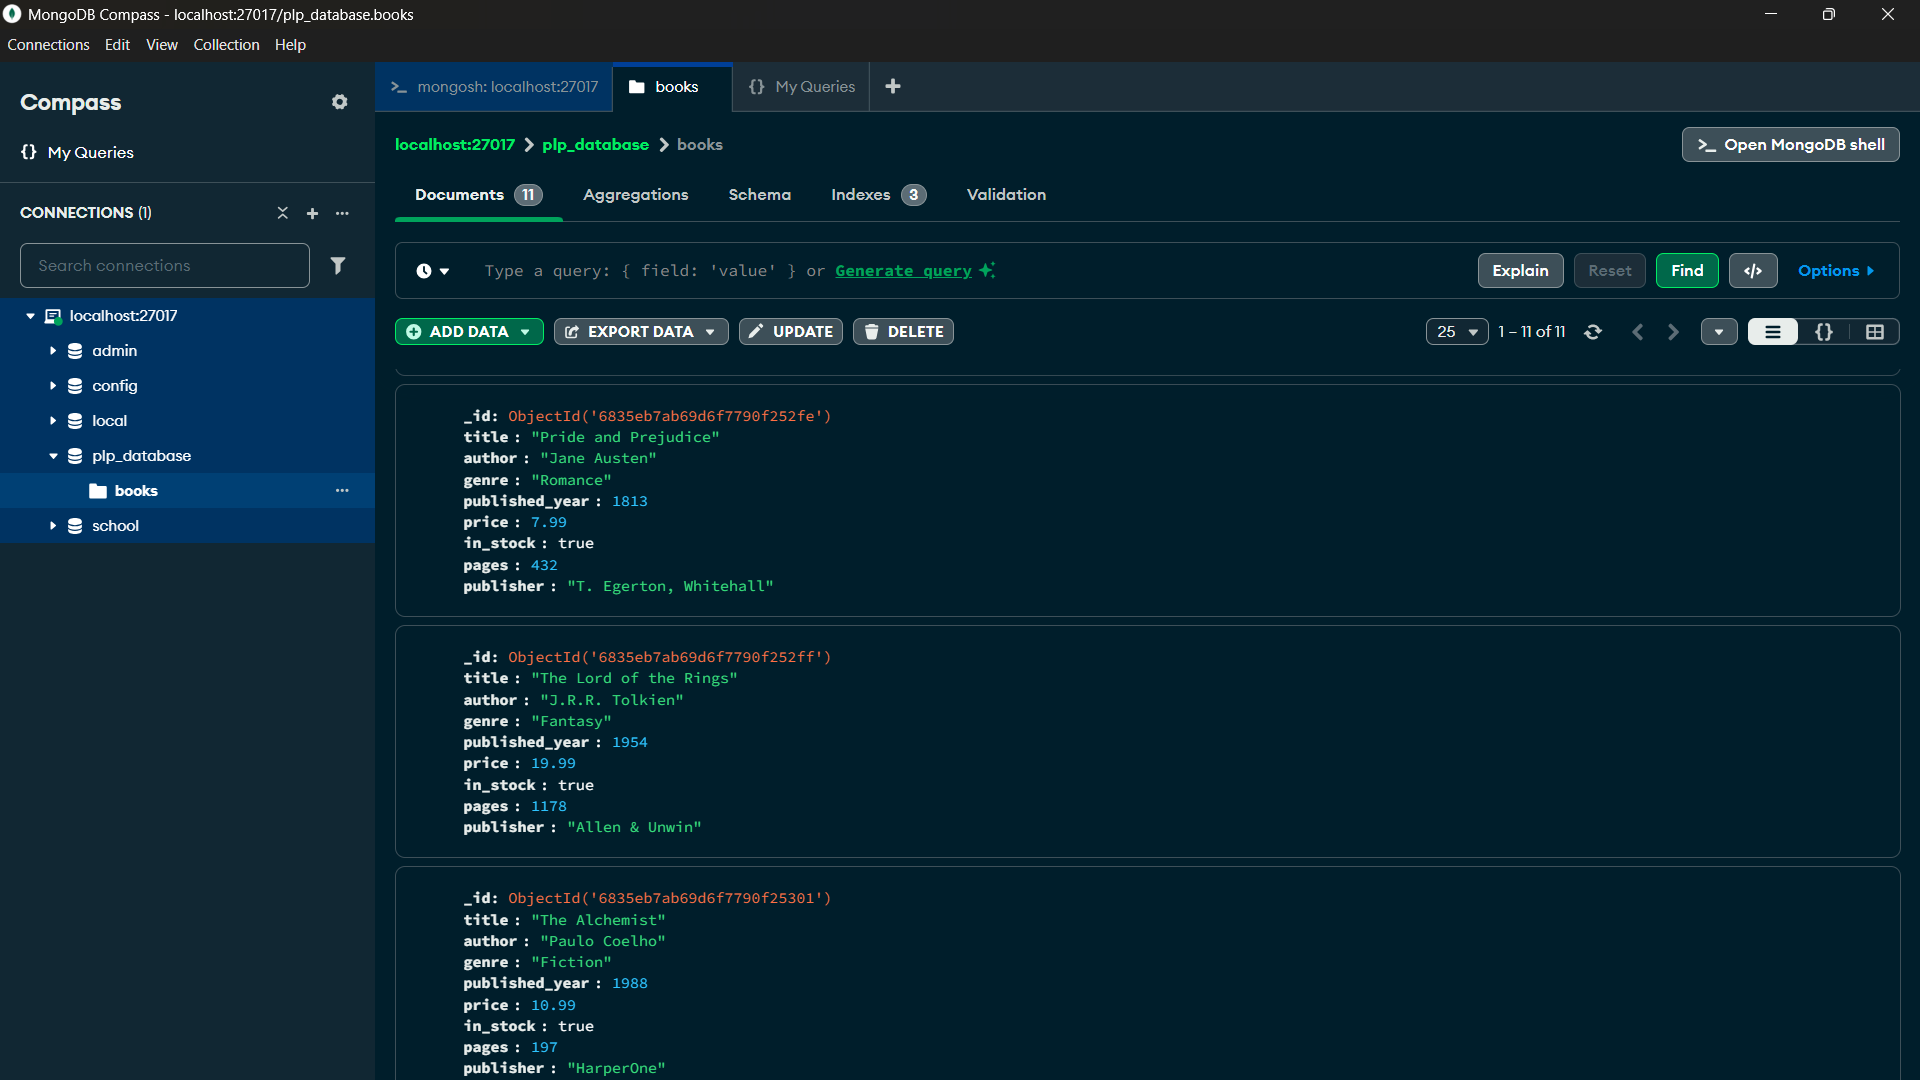 MongoDB Compass - localhost:27017/plp_database.books
Connections Edit View Collection Help
Compass
{} My Queries
CONNECTIONS (1)
Search connections
localhost:27017
admin
config
local
plp_database
books
school
>_ mongosh: localhost:27017
books
{} My Queries
localhost:27017 > plp_database > books
>_ Open MongoDB shell
Documents 11
Aggregations
Schema
Indexes 3
Validation
Type a query: { field: 'value' } or Generate query
Explain
Reset
Find
</>
Options
ADD DATA
EXPORT DATA
UPDATE
DELETE
25
1 – 11 of 11
{}
_id: ObjectId('6835eb7ab69d6f7790f252fe')
title : "Pride and Prejudice"
author : "Jane Austen"
genre : "Romance"
published_year : 1813
price : 7.99
in_stock : true
pages : 432
publisher : "T. Egerton, Whitehall"
_id: ObjectId('6835eb7ab69d6f7790f252ff')
title : "The Lord of the Rings"
author : "J.R.R. Tolkien"
genre : "Fantasy"
published_year : 1954
price : 19.99
in_stock : true
pages : 1178
publisher : "Allen & Unwin"
_id: ObjectId('6835eb7ab69d6f7790f25301')
title : "The Alchemist"
author : "Paulo Coelho"
genre : "Fiction"
published_year : 1988
price : 10.99
in_stock : true
pages : 197
publisher : "HarperOne"